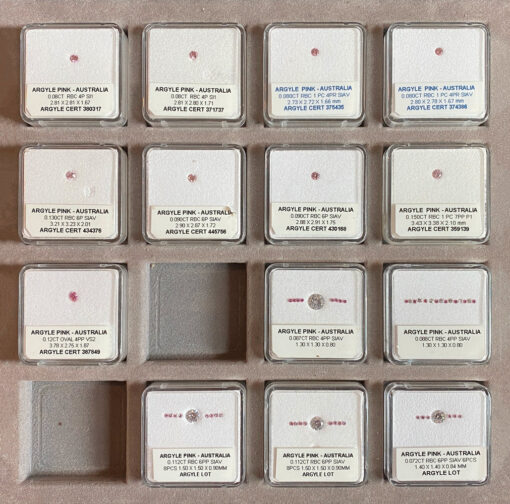 ARGYLE PINK - AUSTRALIA
0.08CT RBC 4P SI1
2.81 X 2.81 X 1.67
ARGYLE CERT 380317
ARGYLE PINK - AUSTRALIA
0.08CT RBC 4P SI1
2.81 X 2.80 X 1.71
ARGYLE CERT 371737
ARGYLE PINK - AUSTRALIA
0.080CT RBC 1 PC 4PR SIAV
2.73 X 2.72 X 1.66 mm
ARGYLE CERT 375435
ARGYLE PINK - AUSTRALIA
0.080CT RBC 1 PC 4PR SIAV
2.80 X 2.78 X 1.67 mm
ARGYLE CERT 374396
ARGYLE PINK - AUSTRALIA
0.130CT RBC 6P SIAV
3.21 X 3.23 X 2.01
ARGYLE CERT 434376
ARGYLE PINK - AUSTRALIA
0.090CT RBC 6P SIAV
2.90 X 2.87 X 1.72
ARGYLE CERT 445766
ARGYLE PINK - AUSTRALIA
0.090CT RBC 6P SIAV
2.88 X 2.91 X 1.75
ARGYLE CERT 430168
ARGYLE PINK - AUSTRALIA
0.150CT RBC 1 PC 7PP P1
3.43 X 3.38 X 2.10 mm
ARGYLE CERT 359139
ARGYLE PINK - AUSTRALIA
0.12CT OVAL 4PP VS2
3.78 X 2.75 X 1.87
ARGYLE CERT 387849
ARGYLE PINK - AUSTRALIA
0.087CT RBC 4PP SIAV
1.30 X 1.30 X 0.80
ARGYLE PINK - AUSTRALIA
0.088CT RBC 4PP SIAV
1.30 X 1.30 X 0.80
ARGYLE PINK - AUSTRALIA
0.112CT RBC 6PP SIAV
8PCS 1.50 X 1.50 X 0.90MM
ARGYLE LOT
ARGYLE PINK - AUSTRALIA
0.112CT RBC 6PP SIAV
8PCS 1.50 X 1.50 X 0.90MM
ARGYLE LOT
ARGYLE PINK - AUSTRALIA
0.072CT RBC 6PP SIAV 6PCS
1.40 X 1.40 X 0.84 MM
ARGYLE LOT